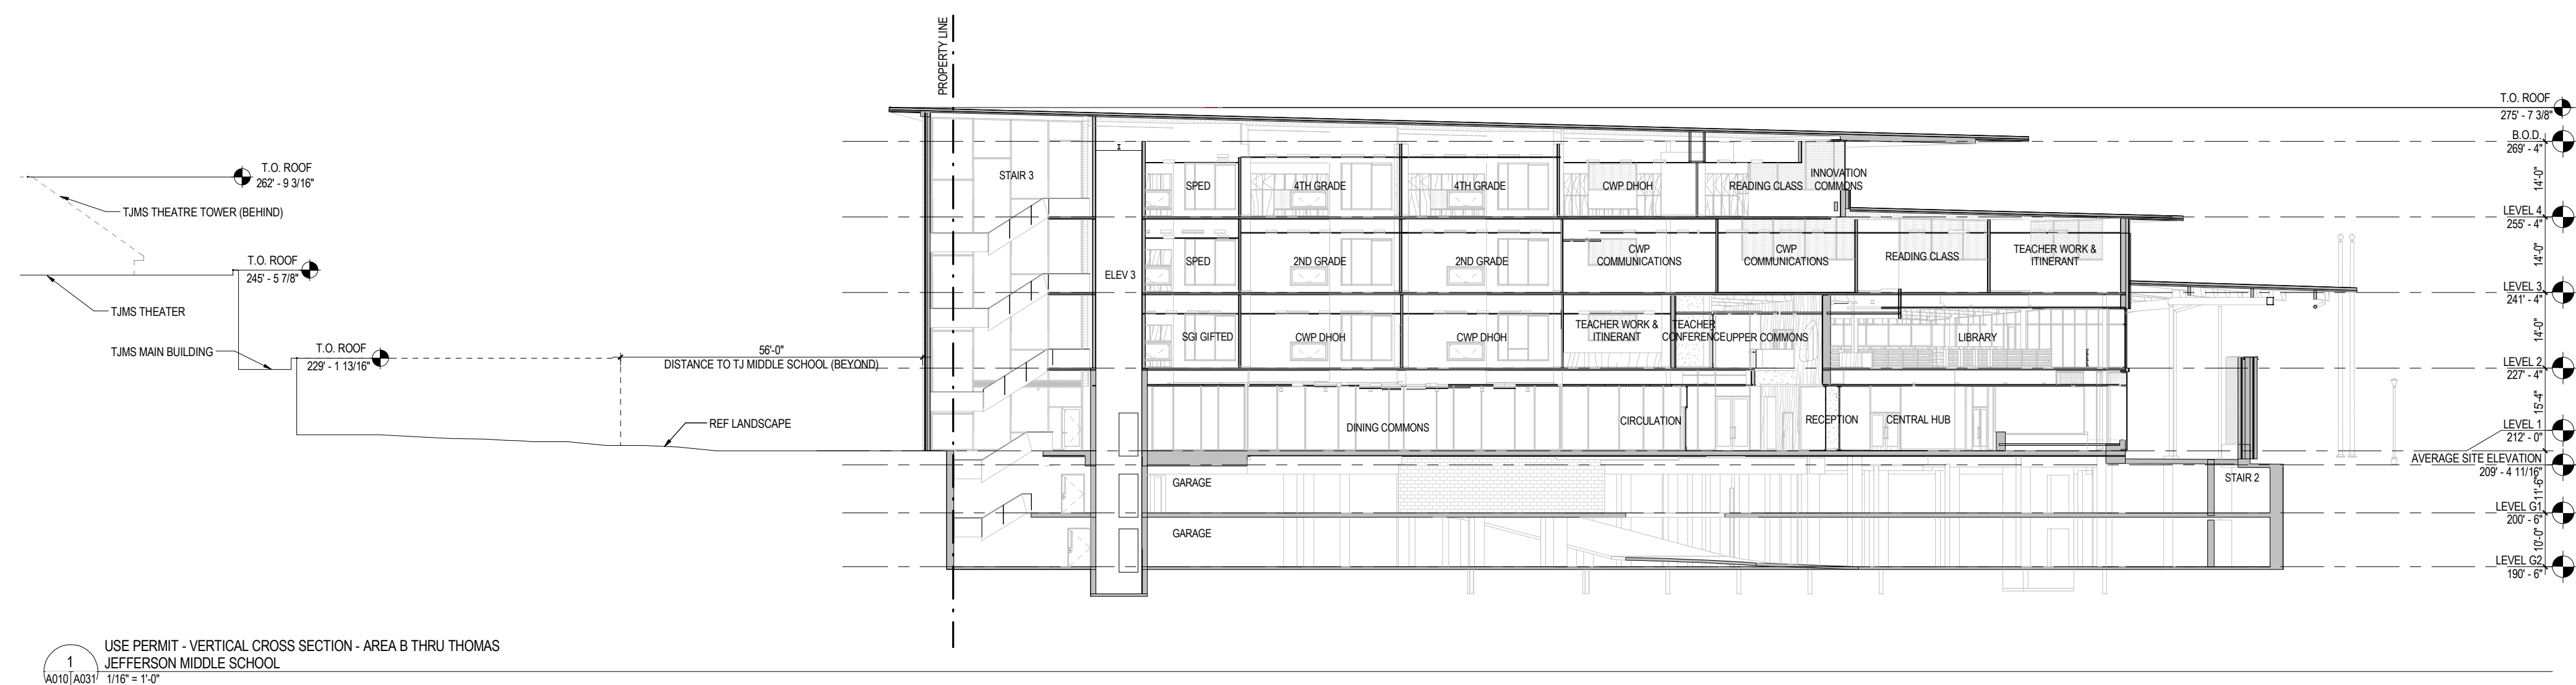 PROPERTY LINE
T.O. ROOF
275' - 7 3/8"
B.O.D.
269' - 4"
14'-0"
T.O. ROOF
262' - 9 3/16"
TJMS THEATRE TOWER (BEHIND)
STAIR 3
SPED
4TH GRADE
4TH GRADE
CWP DHOH
READING CLASS
INNOVATION
COMMONS
LEVEL 4
255' - 4"
14'-0"
T.O. ROOF
245' - 5 7/8"
TJMS THEATER
ELEV 3
SPED
2ND GRADE
2ND GRADE
CWP
COMMUNICATIONS
CWP
COMMUNICATIONS
READING CLASS
TEACHER WORK &
ITINERANT
LEVEL 3
241' - 4"
14'-0"
TJMS MAIN BUILDING
T.O. ROOF
229' - 1 13/16"
56'-0"
DISTANCE TO TJ MIDDLE SCHOOL (BEYOND)
SGI GIFTED
CWP DHOH
CWP DHOH
TEACHER WORK &
ITINERANT
TEACHER
CONFERENCE
UPPER COMMONS
LIBRARY
LEVEL 2
227' - 4"
15'-4"
REF LANDSCAPE
DINING COMMONS
CIRCULATION
RECEPTION
CENTRAL HUB
LEVEL 1
212' - 0"
AVERAGE SITE ELEVATION
209' - 4 11/16"
11'-6"
GARAGE
STAIR 2
LEVEL G1
200' - 6"
10'-0"
GARAGE
LEVEL G2
190' - 6"
1
A010 A031
USE PERMIT - VERTICAL CROSS SECTION - AREA B THRU THOMAS
JEFFERSON MIDDLE SCHOOL
1/16" = 1'-0"